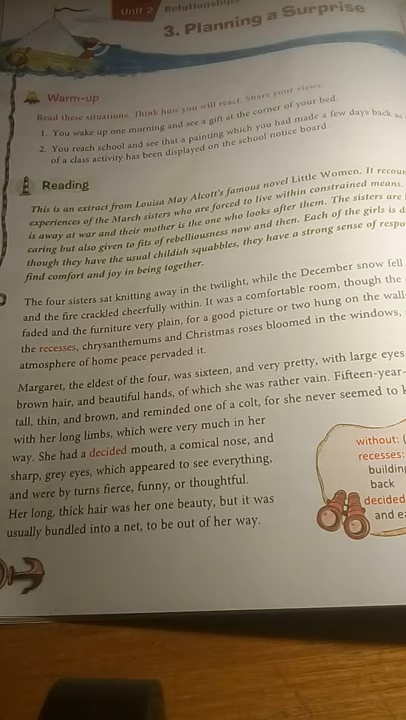 Unit 2 Relationships
3. Planning a Surprise
Warm-up
Read these situations. Think how you will react. Share your views.
1. You wake up one morning and see a gift at the corner of your bed.
2. You reach school and see that a painting which you had made a few days back as
of a class activity has been displayed on the school notice board
Reading
This is an extract from Louisa May Alcott's famous novel Little Women. It recoun
experiences of the March sisters who are forced to live within constrained means.
is away at war and their mother is the one who looks after them. The sisters are
caring but also given to fits of rebelliousness now and then. Each of the girls is d
though they have the usual childish squabbles, they have a strong sense of respo
find comfort and joy in being together.
The four sisters sat knitting away in the twilight, while the December snow fell
and the fire crackled cheerfully within. It was a comfortable room, though the
faded and the furniture very plain, for a good picture or two hung on the wall
the recesses, chrysanthemums and Christmas roses bloomed in the windows,
atmosphere of home peace pervaded it.
Margaret, the eldest of the four, was sixteen, and very pretty, with large eyes
brown hair, and beautiful hands, of which she was rather vain. Fifteen-year-
tall, thin, and brown, and reminded one of a colt, for she never seemed to k
with her long limbs, which were very much in her
way. She had a decided mouth, a comical nose, and
sharp, grey eyes, which appeared to see everything,
and were by turns fierce, funny, or thoughtful.
Her long, thick hair was her one beauty, but it was
usually bundled into a net, to be out of her way.
without: (
recesses:
building
back
decided
and ea